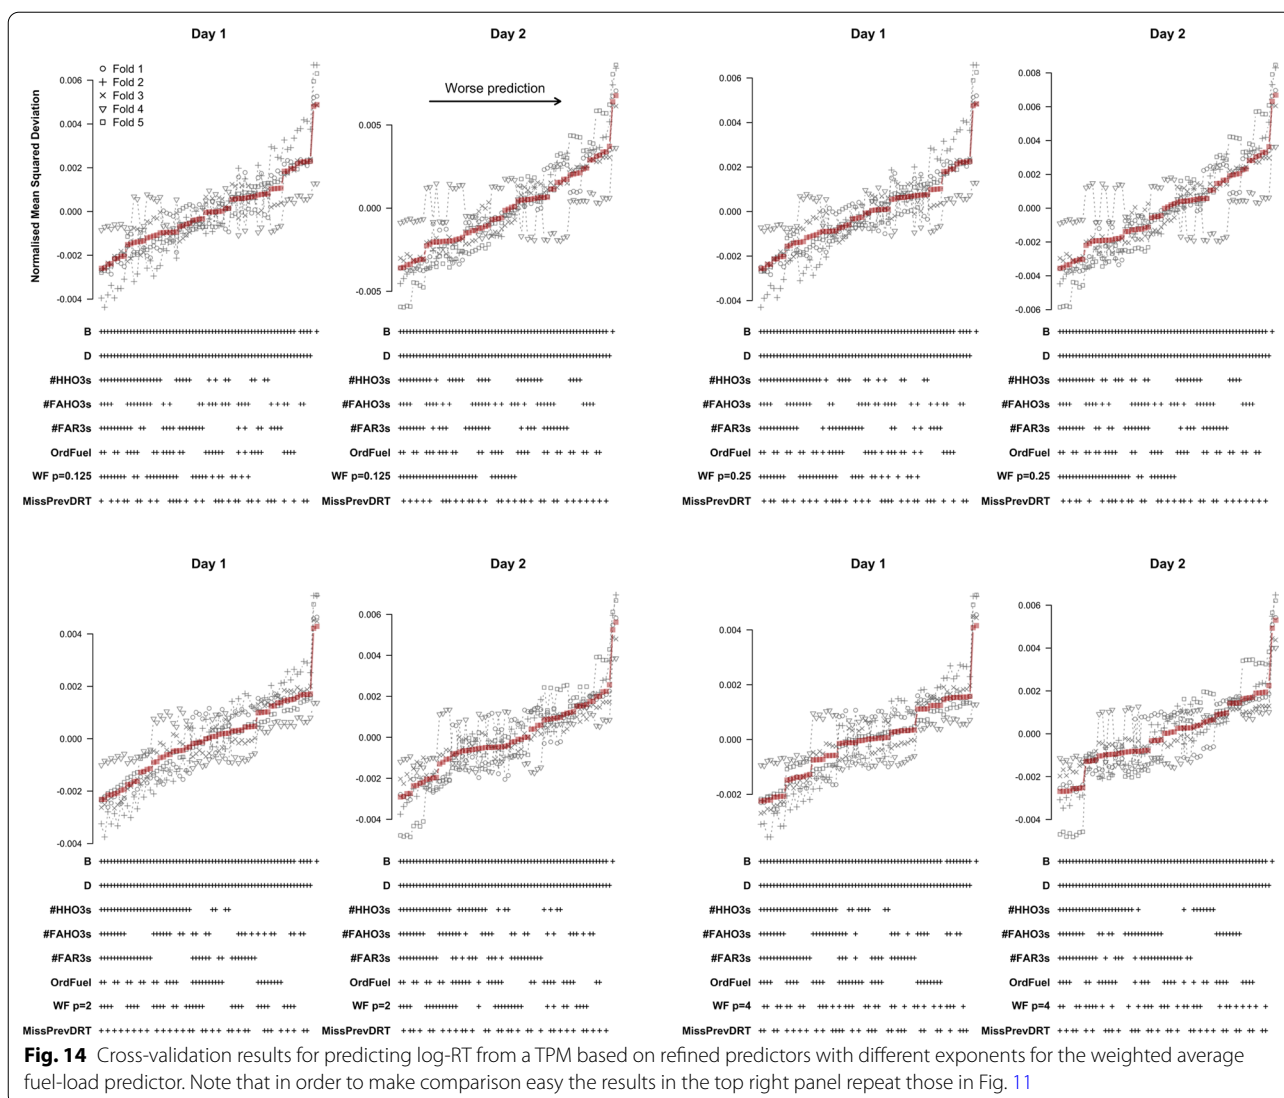 Day 1
Day 2
Day 1
Day 2
Normalised Mean Squared Deviation
Fold 1
Fold 2
Fold 3
Fold 4
Fold 5
Worse prediction
0.006
0.004
0.002
0.000
-0.002
-0.004
0.005
0.000
-0.005
0.006
0.004
0.002
0.000
-0.002
-0.004
0.008
0.006
0.004
0.002
0.000
-0.002
-0.004
-0.006
B
D
#HHO3s
#FAHO3s
#FAR3s
OrdFuel
WF p=0.125
MissPrevDRT
B
D
#HHO3s
#FAHO3s
#FAR3s
OrdFuel
WF p=0.125
MissPrevDRT
B
D
#HHO3s
#FAHO3s
#FAR3s
OrdFuel
WF p=0.25
MissPrevDRT
B
D
#HHO3s
#FAHO3s
#FAR3s
OrdFuel
WF p=0.25
MissPrevDRT
Day 1
Day 2
Day 1
Day 2
0.004
0.002
0.000
-0.002
-0.004
0.006
0.004
0.002
0.000
-0.002
-0.004
0.004
0.002
0.000
-0.002
0.006
0.004
0.002
0.000
-0.002
-0.004
B
D
#HHO3s
#FAHO3s
#FAR3s
OrdFuel
WF p=2
MissPrevDRT
B
D
#HHO3s
#FAHO3s
#FAR3s
OrdFuel
WF p=2
MissPrevDRT
B
D
#HHO3s
#FAHO3s
#FAR3s
OrdFuel
WF p=4
MissPrevDRT
B
D
#HHO3s
#FAHO3s
#FAR3s
OrdFuel
WF p=4
MissPrevDRT
Fig. 14 Cross-validation results for predicting log-RT from a TPM based on refined predictors with different exponents for the weighted average
fuel-load predictor. Note that in order to make comparison easy the results in the top right panel repeat those in Fig. 11